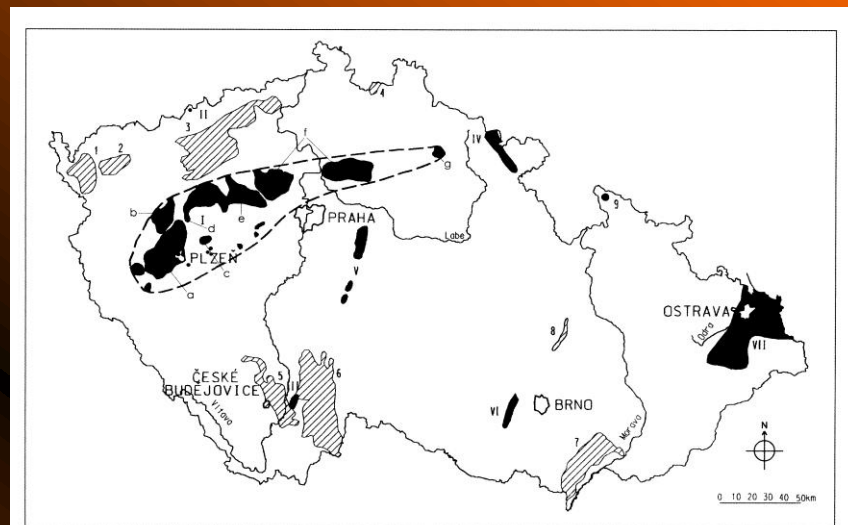 II
4
1
2
3
f
IV
g
b
I
d
e
PRAHA
9
PLZEŇ
c
Labe
a
V
OSTRAVA
Odra
VII
8
ČESKÉ
BUDĚJOVICE
5
6
III
Vltava
VI
BRNO
7
Morava
N
0 10 20 30 40 50km